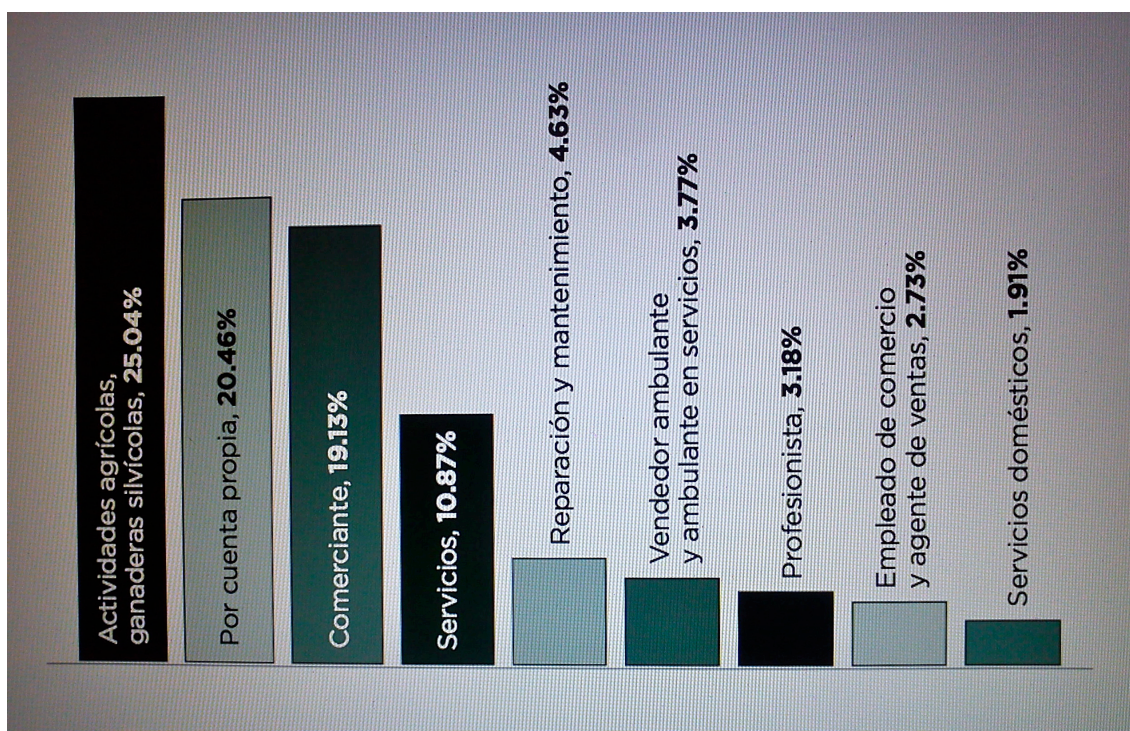 Actividades agrícolas,
ganaderas silvícolas, 25.04%
Por cuenta propia, 20.46%
Comerciante, 19.13%
Servicios, 10.87%
Reparación y mantenimiento, 4.63%
Vendedor ambulante
y ambulante en servicios, 3.77%
Profesionista, 3.18%
Empleado de comercio
y agente de ventas, 2.73%
Servicios domésticos, 1.91%